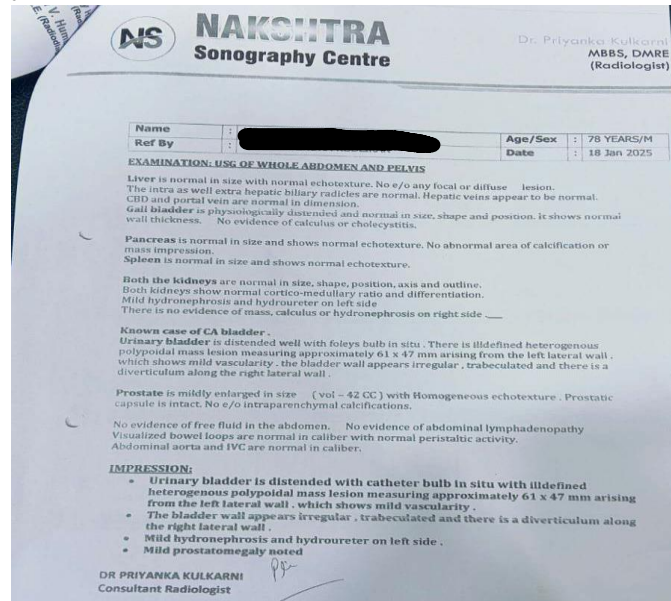 V. Hum
E. (Radiodia
(Rad
NS
NAKSHTRA
Sonography Centre
Dr. Priyanka Kulkarni
MBBS, DMRE
(Radiologist)
Name :
Ref By :
Age/Sex : 78 YEARS/M
Date : 18 Jan 2025
EXAMINATION: USG OF WHOLE ABDOMEN AND PELVIS
Liver is normal in size with normal echotexture. No e/o any focal or diffuse lesion.
The intra as well extra hepatic biliary radicles are normal. Hepatic veins appear to be normal.
CBD and portal vein are normal in dimension.
Gall bladder is physiologically distended and normal in size, shape and position. it shows normal
wall thickness. No evidence of calculus or cholecystitis.
Pancreas is normal in size and shows normal echotexture. No abnormal area of calcification or
mass impression.
Spleen is normal in size and shows normal echotexture.
Both the kidneys are normal in size, shape, position, axis and outline.
Both kidneys show normal cortico-medullary ratio and differentiation.
Mild hydronephrosis and hydroureter on left side
There is no evidence of mass, calculus or hydronephrosis on right side .__
Known case of CA bladder .
Urinary bladder is distended well with foleys bulb in situ . There is illdefined heterogenous
polypoidal mass lesion measuring approximately 61 x 47 mm arising from the left lateral wall .
which shows mild vascularity . the bladder wall appears irregular , trabeculated and there is a
diverticulum along the right lateral wall .
Prostate is mildly enlarged in size ( vol - 42 CC ) with Homogeneous echotexture . Prostatic
capsule is intact. No e/o intraparenchymal calcifications.
No evidence of free fluid in the abdomen. No evidence of abdominal lymphadenopathy
Visualized bowel loops are normal in caliber with normal peristaltic activity.
Abdominal aorta and IVC are normal in caliber.
IMPRESSION:
• Urinary bladder is distended with catheter bulb in situ with illdefined
heterogenous polypoidal mass lesion measuring approximately 61 x 47 mm arising
from the left lateral wall . which shows mild vascularity .
• The bladder wall appears irregular , trabeculated and there is a diverticulum along
the right lateral wall .
• Mild hydronephrosis and hydroureter on left side .
• Mild prostatomegaly noted
DR PRIYANKA KULKARNI
Consultant Radiologist